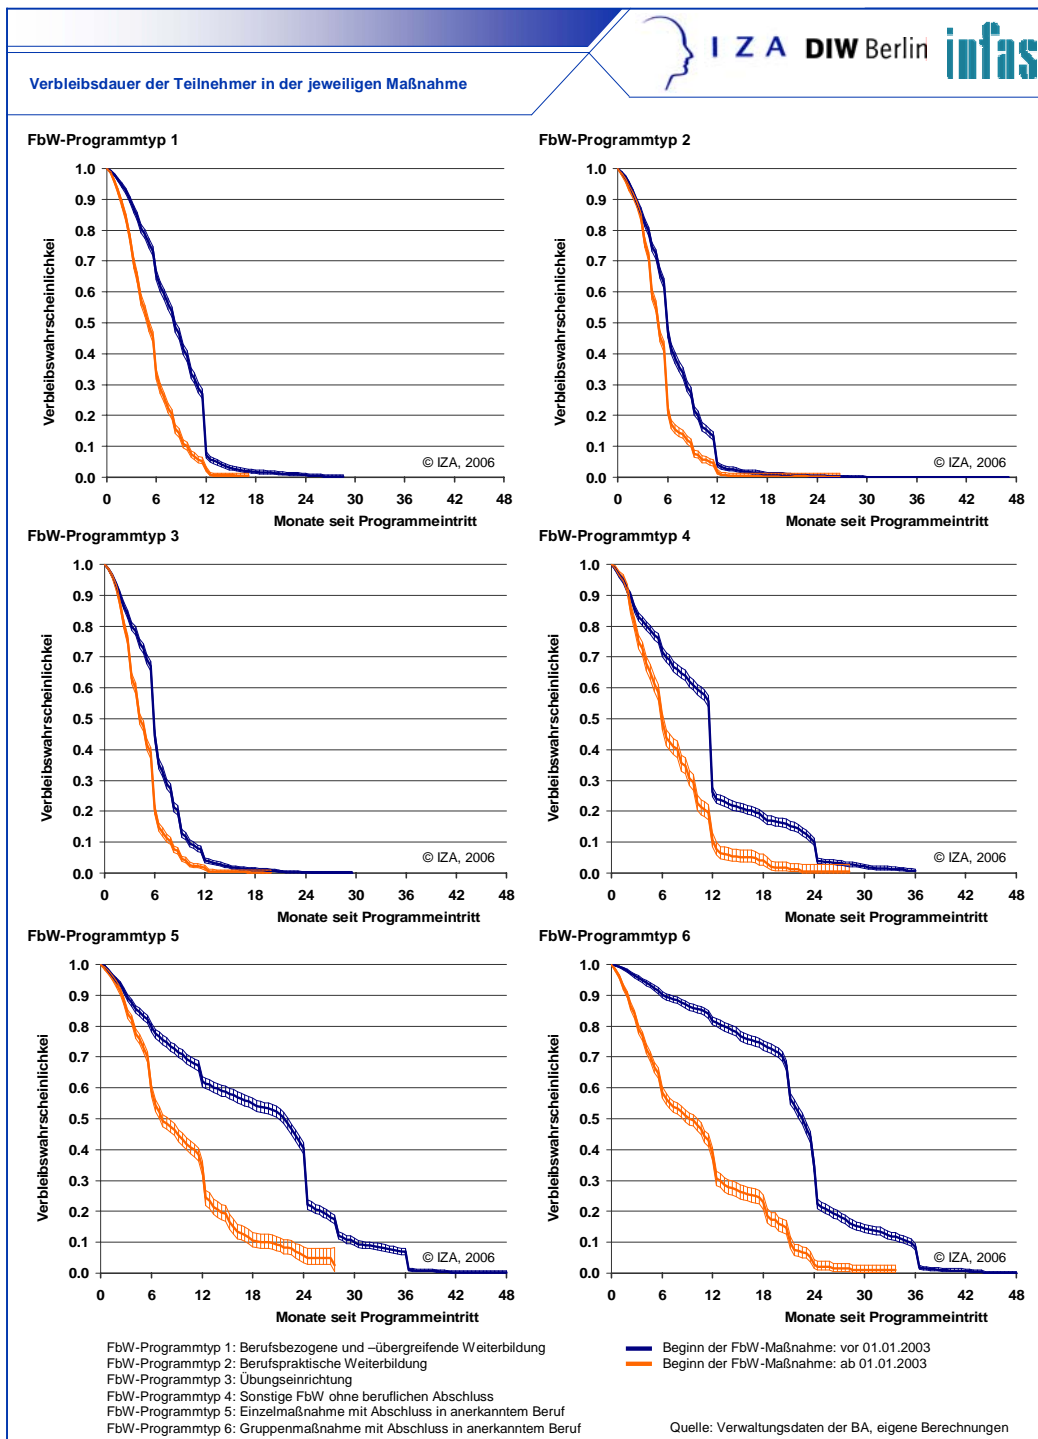 I Z A DIW Berlin infas
Verbleibsdauer der Teilnehmer in der jeweiligen Maßnahme
FbW-Programmtyp 1
Verbleibswahrscheinlichkei
1.0
0.9
0.8
0.7
0.6
0.5
0.4
0.3
0.2
0.1
0.0
© IZA, 2006
0 6 12 18 24 30 36 42 48
Monate seit Programmeintritt
FbW-Programmtyp 2
Verbleibswahrscheinlichkei
1.0
0.9
0.8
0.7
0.6
0.5
0.4
0.3
0.2
0.1
0.0
© IZA, 2006
0 6 12 18 24 30 36 42 48
Monate seit Programmeintritt
FbW-Programmtyp 3
Verbleibswahrscheinlichkei
1.0
0.9
0.8
0.7
0.6
0.5
0.4
0.3
0.2
0.1
0.0
© IZA, 2006
0 6 12 18 24 30 36 42 48
Monate seit Programmeintritt
FbW-Programmtyp 4
Verbleibswahrscheinlichkei
1.0
0.9
0.8
0.7
0.6
0.5
0.4
0.3
0.2
0.1
0.0
© IZA, 2006
0 6 12 18 24 30 36 42 48
Monate seit Programmeintritt
FbW-Programmtyp 5
Verbleibswahrscheinlichkei
1.0
0.9
0.8
0.7
0.6
0.5
0.4
0.3
0.2
0.1
0.0
© IZA, 2006
0 6 12 18 24 30 36 42 48
Monate seit Programmeintritt
FbW-Programmtyp 6
Verbleibswahrscheinlichkei
1.0
0.9
0.8
0.7
0.6
0.5
0.4
0.3
0.2
0.1
0.0
© IZA, 2006
0 6 12 18 24 30 36 42 48
Monate seit Programmeintritt
FbW-Programmtyp 1: Berufsbezogene und –übergreifende Weiterbildung
FbW-Programmtyp 2: Berufspraktische Weiterbildung
FbW-Programmtyp 3: Übungseinrichtung
FbW-Programmtyp 4: Sonstige FbW ohne beruflichen Abschluss
FbW-Programmtyp 5: Einzelmaßnahme mit Abschluss in anerkanntem Beruf
FbW-Programmtyp 6: Gruppenmaßnahme mit Abschluss in anerkanntem Beruf
Beginn der FbW-Maßnahme: vor 01.01.2003
Beginn der FbW-Maßnahme: ab 01.01.2003
Quelle: Verwaltungsdaten der BA, eigene Berechnungen